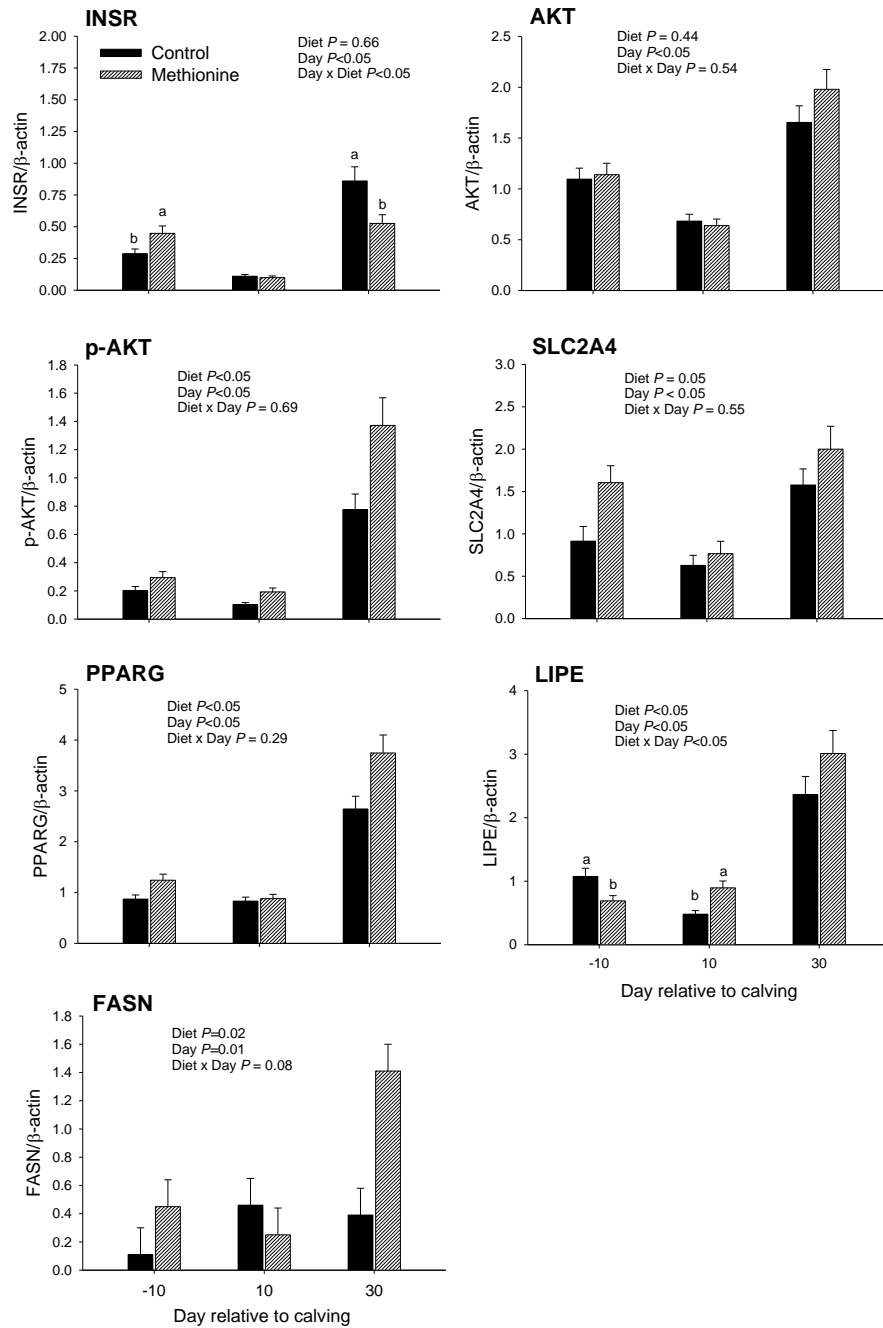 INSR
2.00
1.75
1.50
1.25
1.00
0.75
0.50
0.25
0.00
INSR/β-actin
Control
Methionine
Diet P = 0.66
Day P<0.05
Day x Diet P<0.05
b
a
a
b
AKT
2.5
2.0
1.5
1.0
0.5
0.0
AKT/β-actin
Diet P = 0.44
Day P<0.05
Diet x Day P = 0.54
p-AKT
1.8
1.6
1.4
1.2
1.0
0.8
0.6
0.4
0.2
0.0
p-AKT/β-actin
Diet P<0.05
Day P<0.05
Diet x Day P = 0.69
SLC2A4
3.0
2.5
2.0
1.5
1.0
0.5
0.0
SLC2A4/β-actin
Diet P = 0.05
Day P < 0.05
Diet x Day P = 0.55
PPARG
5
4
3
2
1
0
PPARG/β-actin
Diet P<0.05
Day P<0.05
Diet x Day P = 0.29
LIPE
4
3
2
1
0
LIPE/β-actin
Diet P<0.05
Day P<0.05
Diet x Day P<0.05
a
b
b
a
-10 10 30
Day relative to calving
FASN
1.8
1.6
1.4
1.2
1.0
0.8
0.6
0.4
0.2
0.0
FASN/β-actin
Diet P=0.02
Day P=0.01
Diet x Day P = 0.08
-10 10 30
Day relative to calving